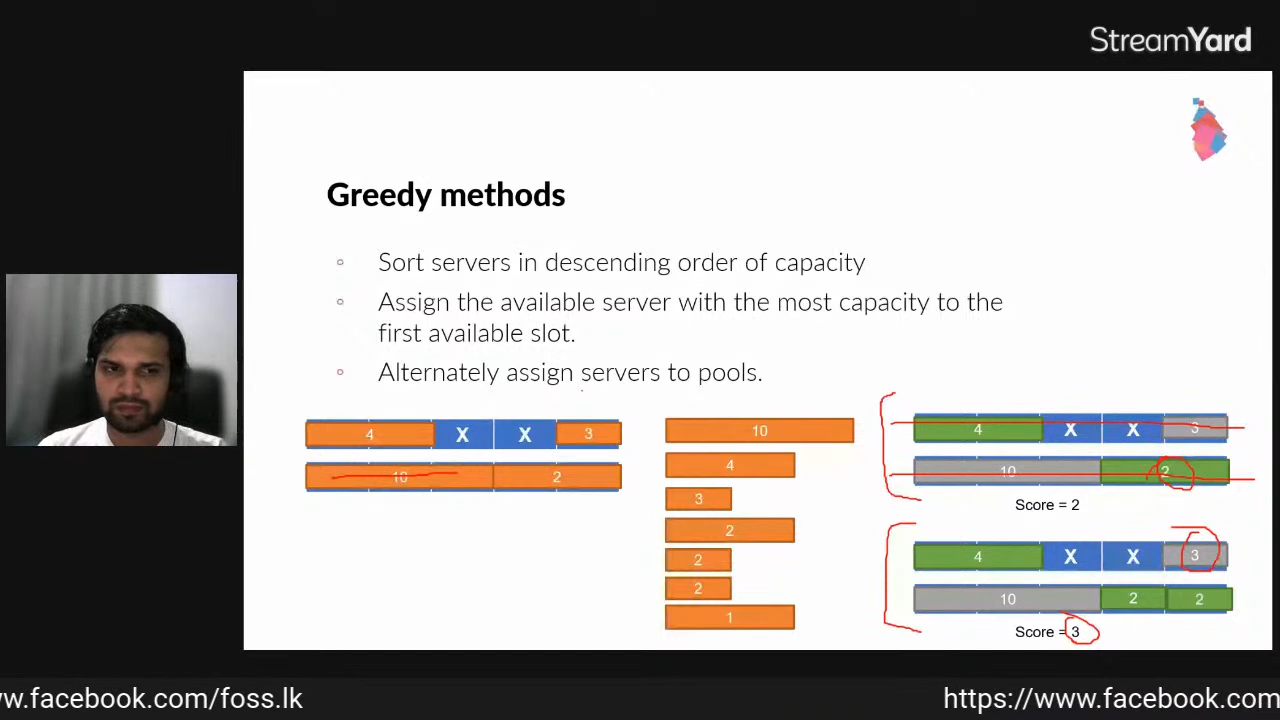 StreamYard
Greedy methods
Sort servers in descending order of capacity
Assign the available server with the most capacity to the
first available slot.
Alternately assign servers to pools.
4 X X 3
10 2
10
4
3
2
2
2
1
4 X X 3
10 2
Score = 2
4 X X 3
10 2 2
Score = 3
w.facebook.com/foss.lk
https://www.facebook.com